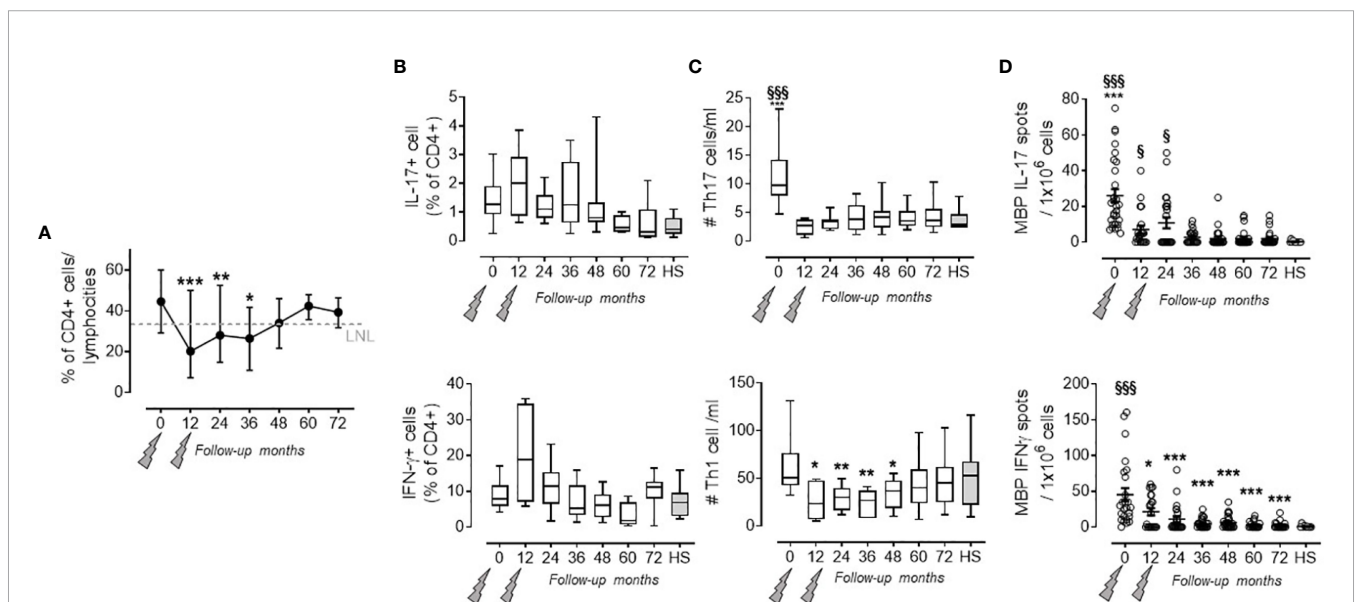 A
% of CD4+ cells/
lymphocities
60
40
20
0
***
**
*
LNL
0 12 24 36 48 60 72
Follow-up months
B
IL-17+ cell
(% of CD4+)
5
4
3
2
1
0
0 12 24 36 48 60 72 HS
Follow-up months
IFN-γ+ cells
(% of CD4+)
40
30
20
10
0
0 12 24 36 48 60 72 HS
Follow-up months
C
# Th17 cells/ml
25
20
15
10
5
0
§§§
***
0 12 24 36 48 60 72 HS
Follow-up months
# Th1 cell /ml
150
100
50
0
* ** ** *
0 12 24 36 48 60 72 HS
Follow-up months
D
MBP IL-17 spots
/ 1x10⁶ cells
80
60
40
20
0
§§§
***
§ §
0 12 24 36 48 60 72 HS
Follow-up months
MBP IFNγ spots
/ 1x10⁶ cells
200
150
100
50
0
§§§
* *** *** *** *** ***
0 12 24 36 48 60 72 HS
Follow-up months